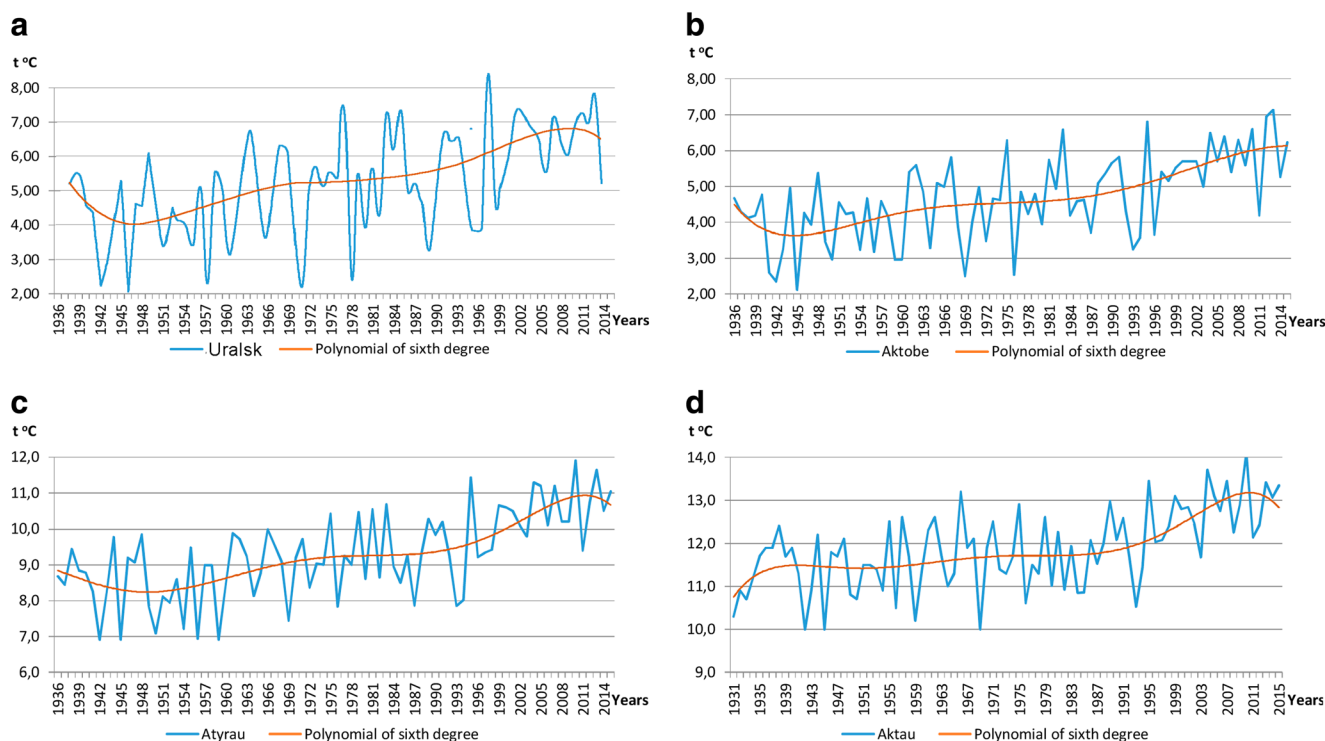 a
t °C
8,00
7,00
6,00
5,00
4,00
3,00
2,00
1936 1939 1942 1945 1948 1951 1954 1957 1960 1963 1966 1969 1972 1975 1978 1981 1984 1987 1990 1993 1996 1999 2002 2005 2008 2011 2014 Years
Uralsk Polynomial of sixth degree
b
t °C
8,00
7,00
6,00
5,00
4,00
3,00
2,00
1936 1939 1942 1945 1948 1951 1954 1957 1960 1963 1966 1969 1972 1975 1978 1981 1984 1987 1990 1993 1996 1999 2002 2005 2008 2011 2014 Years
Aktobe Polynomial of sixth degree
c
t °C
12,0
11,0
10,0
9,0
8,0
7,0
6,0
1936 1939 1942 1945 1948 1951 1954 1957 1960 1963 1966 1969 1972 1975 1978 1981 1984 1987 1990 1993 1996 1999 2002 2005 2008 2011 2014 Years
Atyrau Polynomial of sixth degree
d
t °C
14,0
13,0
12,0
11,0
10,0
9,0
1931 1935 1939 1943 1947 1951 1955 1959 1963 1967 1971 1975 1979 1983 1987 1991 1995 1999 2003 2007 2011 2015 Years
Aktau Polynomial of sixth degree